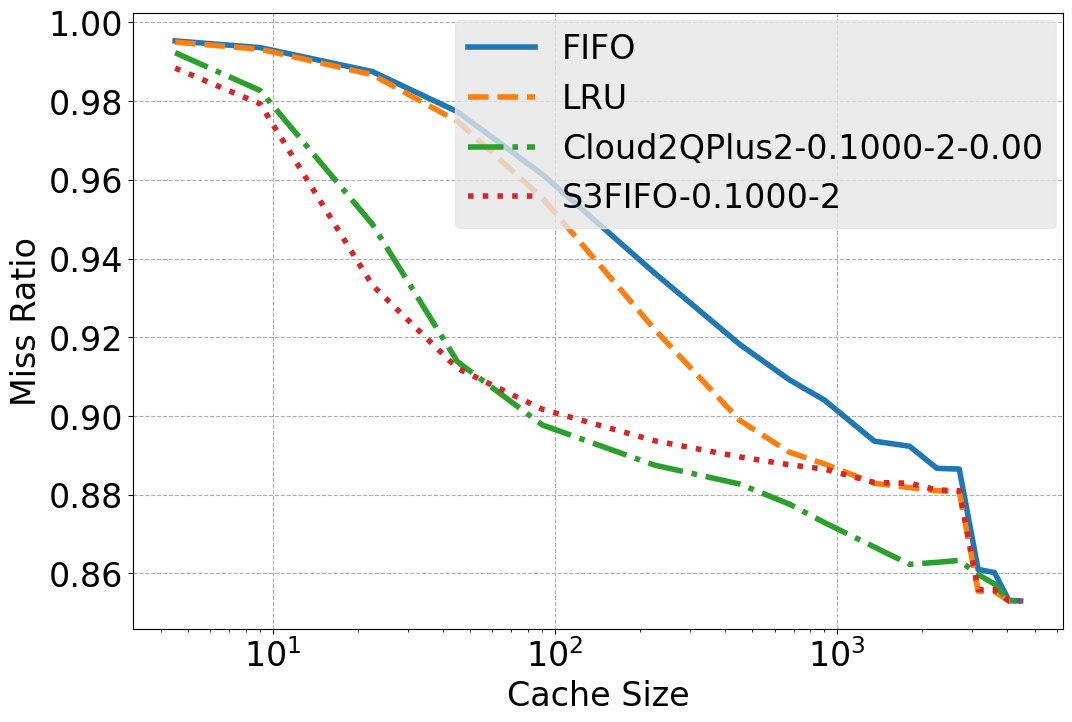 1.00
0.98
0.96
0.94
0.92
0.90
0.88
0.86
Miss Ratio
FIFO
LRU
Cloud2QPlus2-0.1000-2-0.00
S3FIFO-0.1000-2
10¹
10²
10³
Cache Size